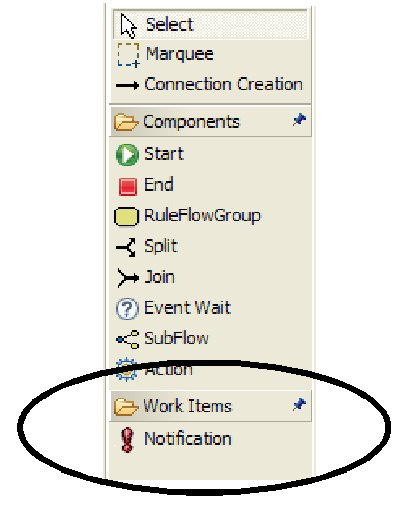 Select
Marquee
Connection Creation
Components
Start
End
RuleFlowGroup
Split
Join
Event Wait
SubFlow
Action
Work Items
Notification